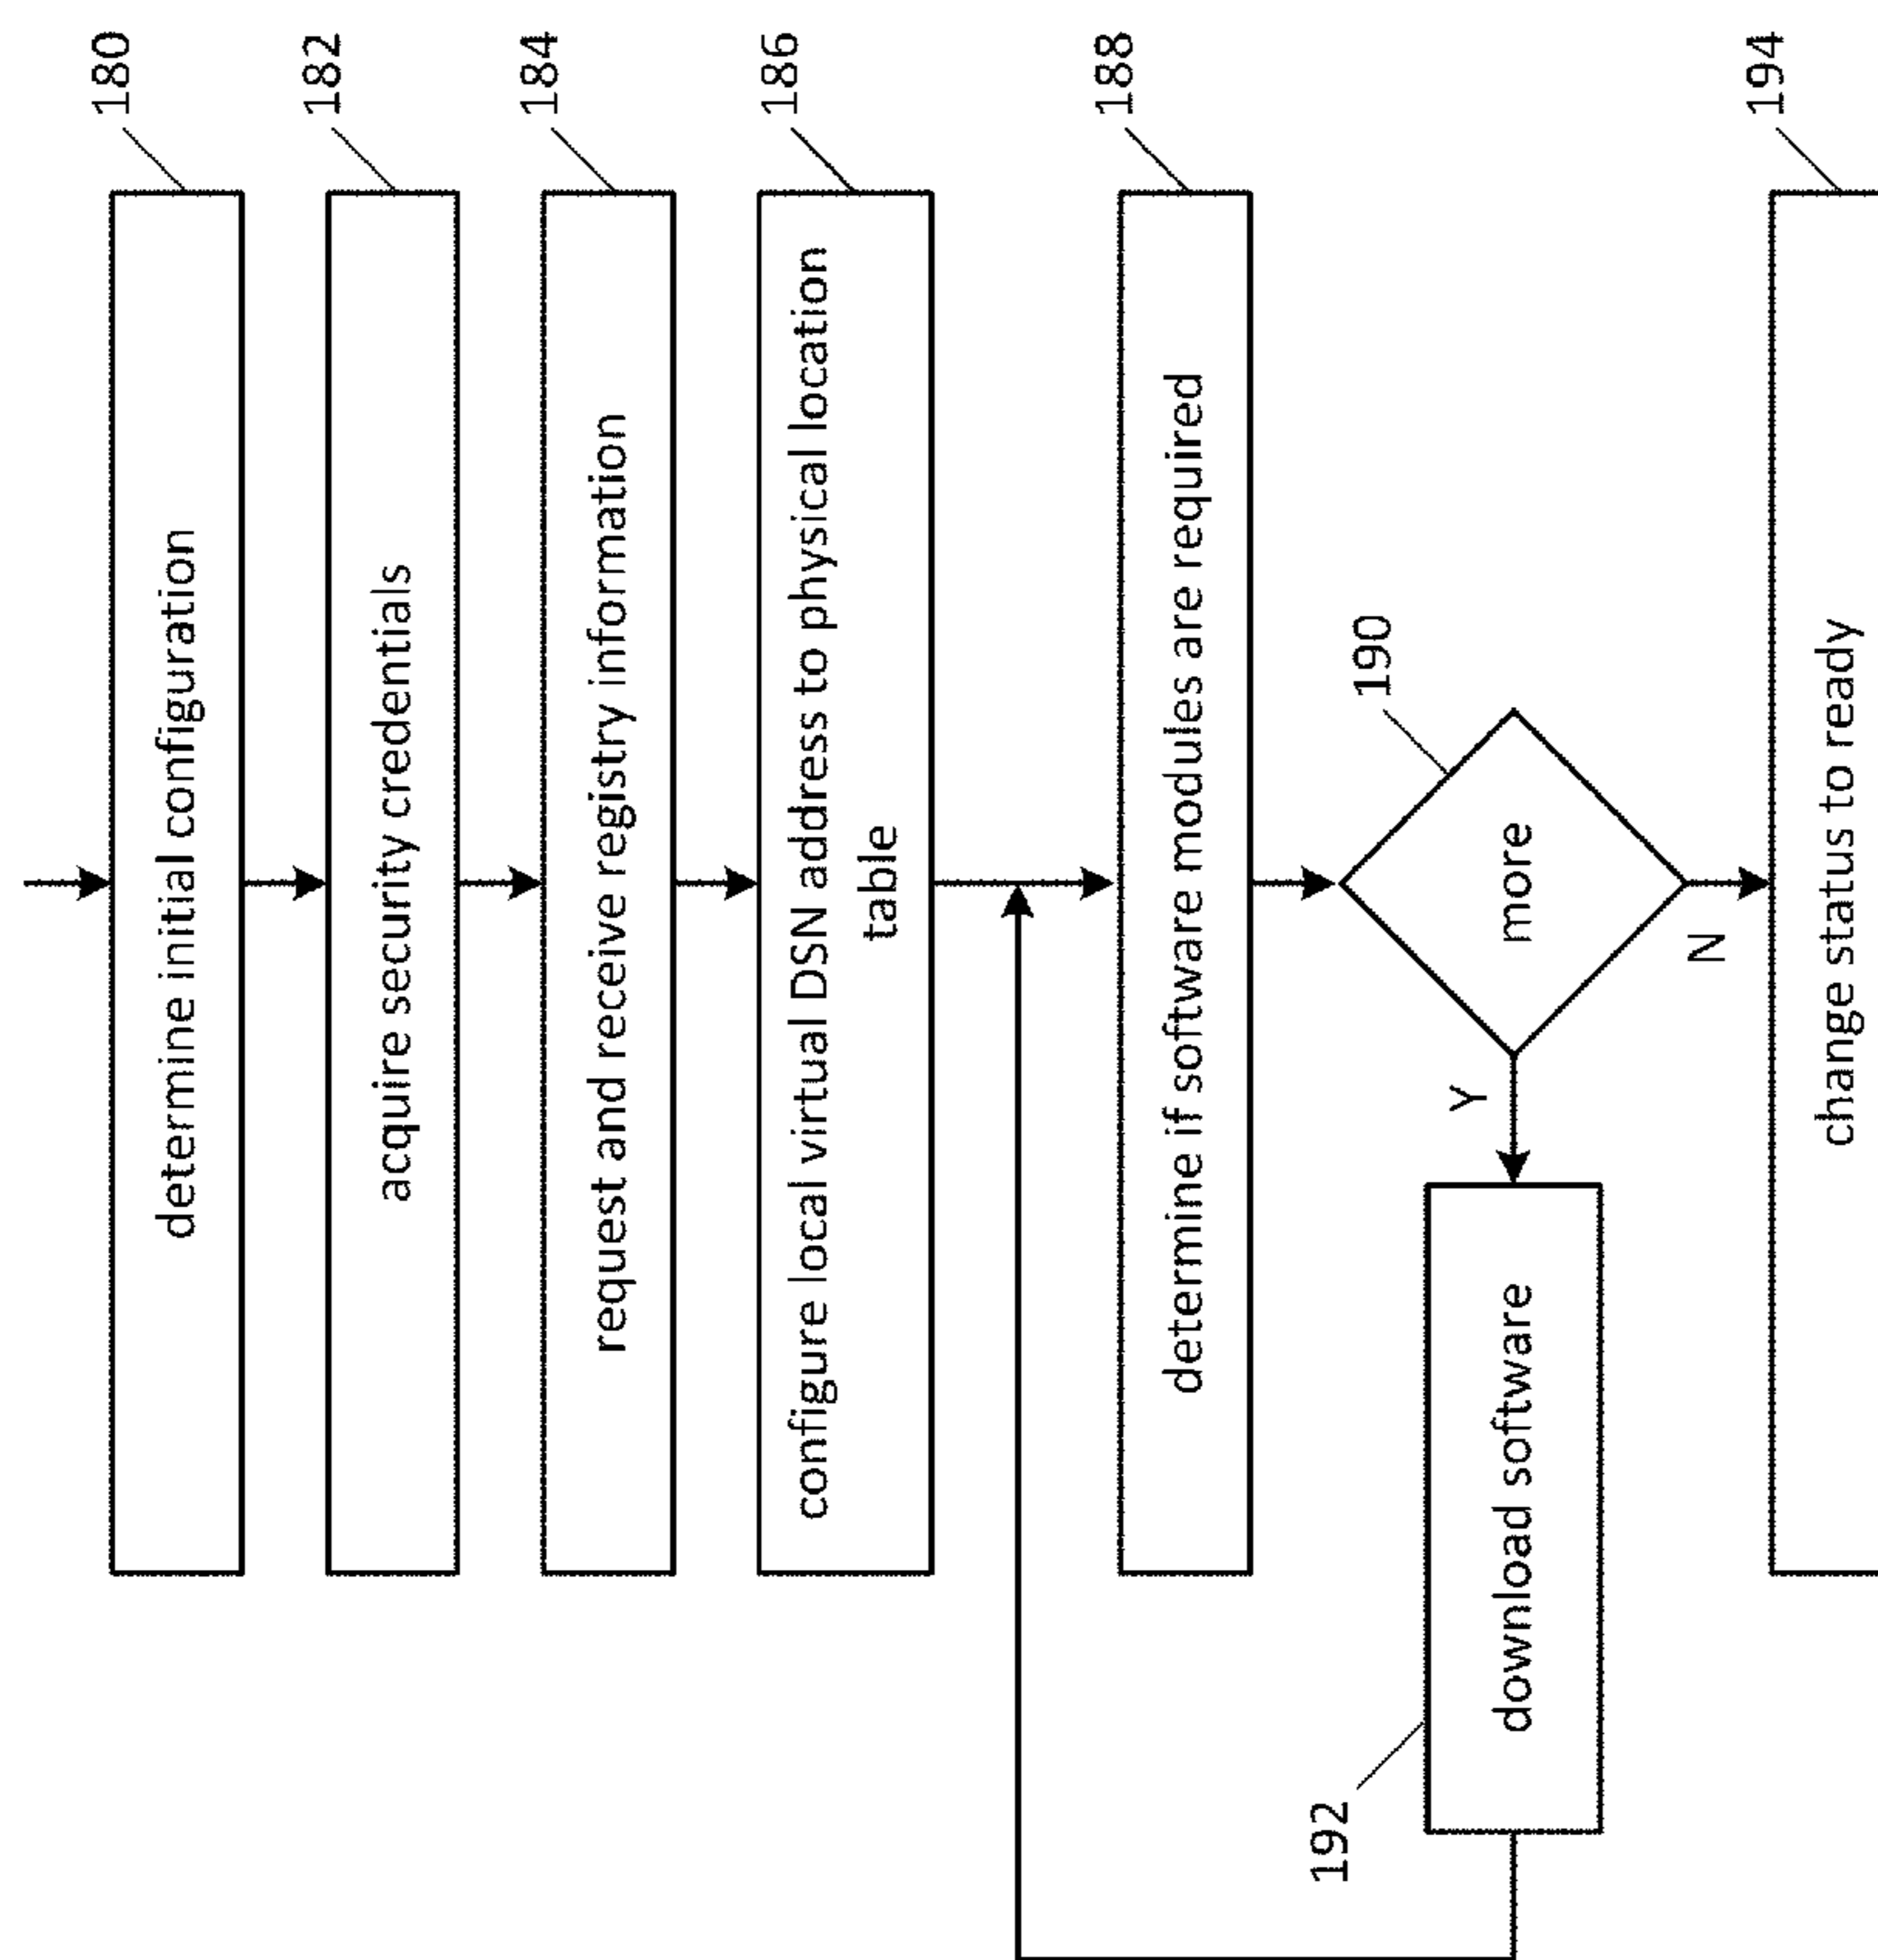 180
determine initial configuration
182
acquire security credentials
184
request and receive registry information
186
configure local virtual DSN address to physical location
table
188
determine if software modules are required
190
more
Y
N
192
download software
194
change status to ready